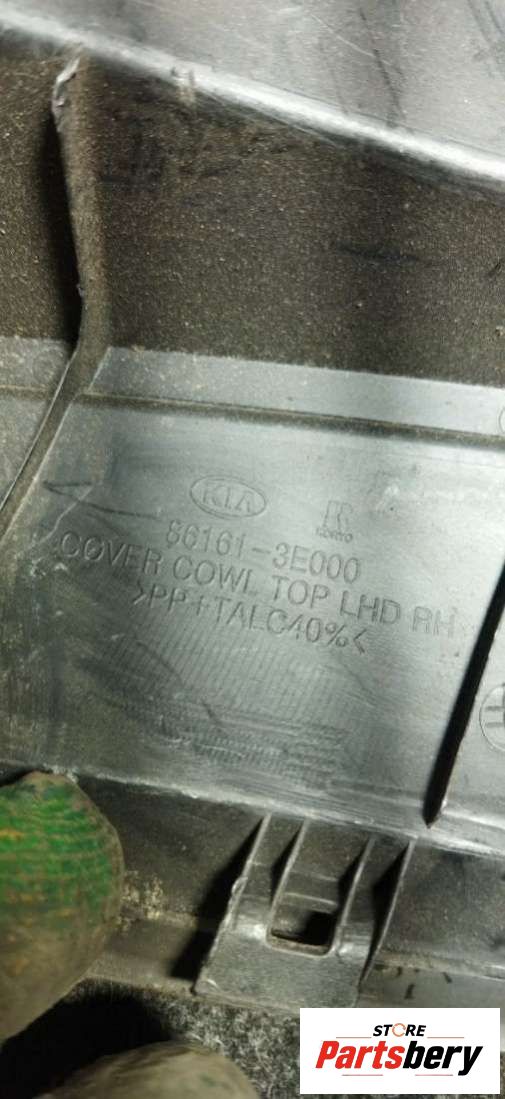 KIA
86161-3E000
COVER COWL TOP LHD RH
>PP+TALC40%<
STORE
Partsbery